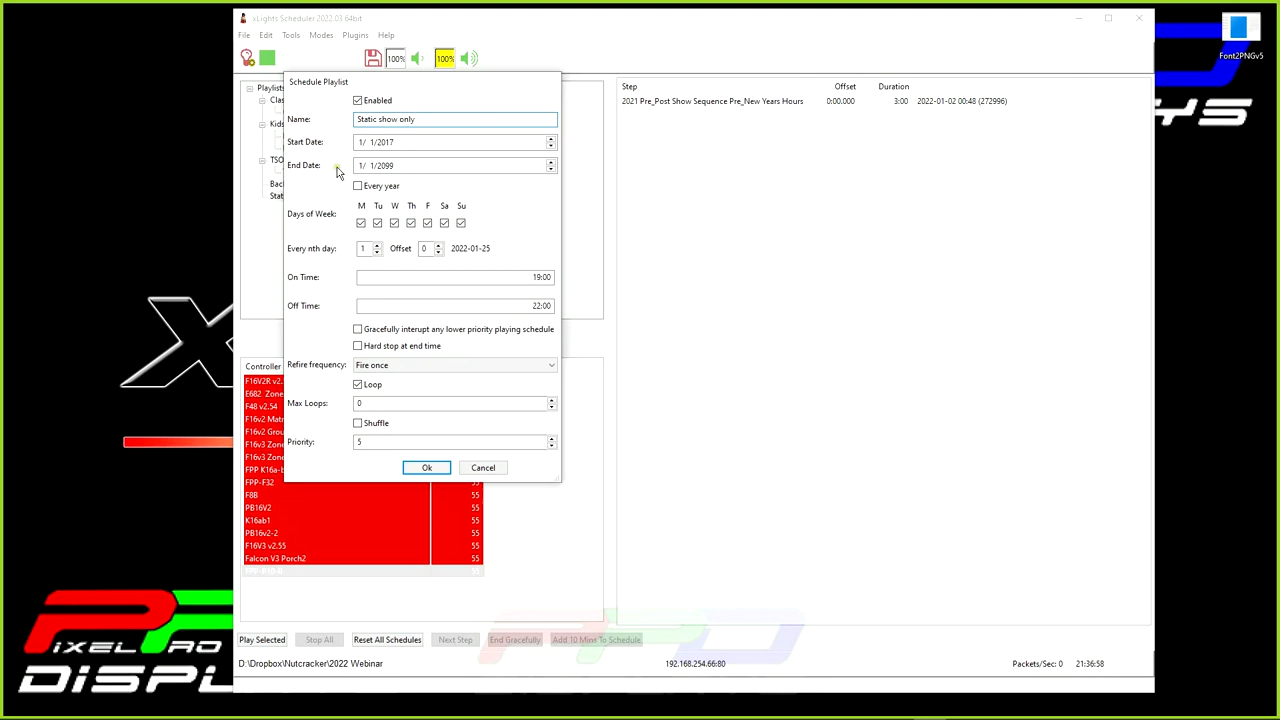 xLights Scheduler 2022.03 64bit
File Edit Tools Modes Plugins Help
100% 100%
Font2PNGv5
Schedule Playlist
Playlists
Enabled
Name: Static show only
Start Date: 1/ 1/2017
End Date: 1/ 1/2099
Every year
M Tu W Th F Sa Su
Days of Week:
Every nth day: 1 Offset 0 2022-01-25
On Time: 19:00
Off Time: 22:00
Gracefully interupt any lower priority playing schedule
Hard stop at end time
Refire frequency: Fire once
Loop
Max Loops: 0
Shuffle
Priority: 5
Ok Cancel
Clas
Kids
TSO
Bac
Stat
Step Offset Duration
2021 Pre_Post Show Sequence Pre_New Years Hours 0:00.000 3:00 2022-01-02 00:48 (272996)
Controller
F16V2R v2.
E682 Zone
F48 v2.54
F16v2 Matr
F16v2 Grou
F16v3 Zone
F16v3 Zone
FPP K16a-b
FPP-F32 55
F8B 55
PB16V2 55
K16ab1 55
PB16v2-2 55
F16V3 v2.55 55
Falcon V3 Porch2 55
Play Selected Stop All Reset All Schedules Next Step End Gracefully Add 10 Mins To Schedule
D:\Dropbox\Nutcracker\2022 Webinar 192.168.254.66:80 Packets/Sec: 0 21:36:58
X
YS
PIXEL PRO
DISPL
PPD